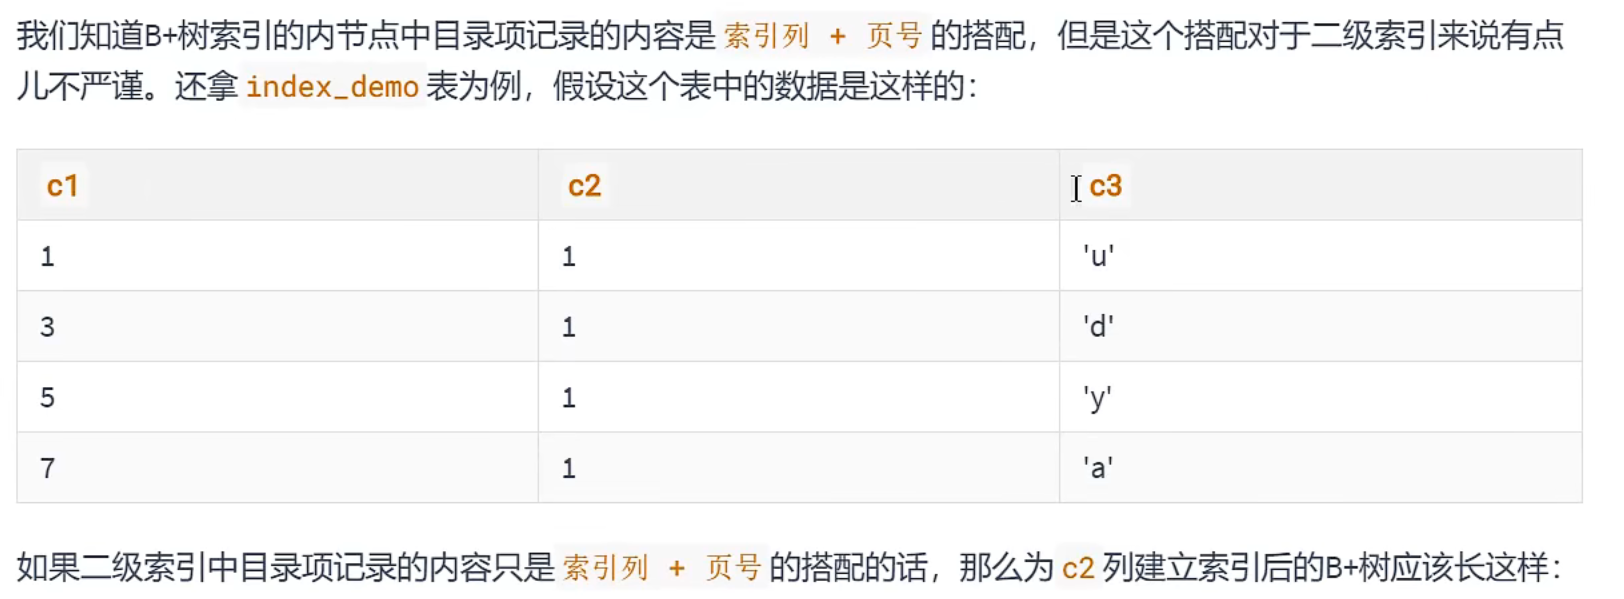 我们知道B+树索引的内节点中目录项记录的内容是 索引列 + 页号 的搭配，但是这个搭配对于二级索引来说有点
儿不严谨。还拿 index_demo 表为例，假设这个表中的数据是这样的：
c1 c2 c3
1 1 'u'
3 1 'd'
5 1 'y'
7 1 'a'
如果二级索引中目录项记录的内容只是 索引列 + 页号 的搭配的话，那么为 c2 列建立索引后的B+树应该长这样：